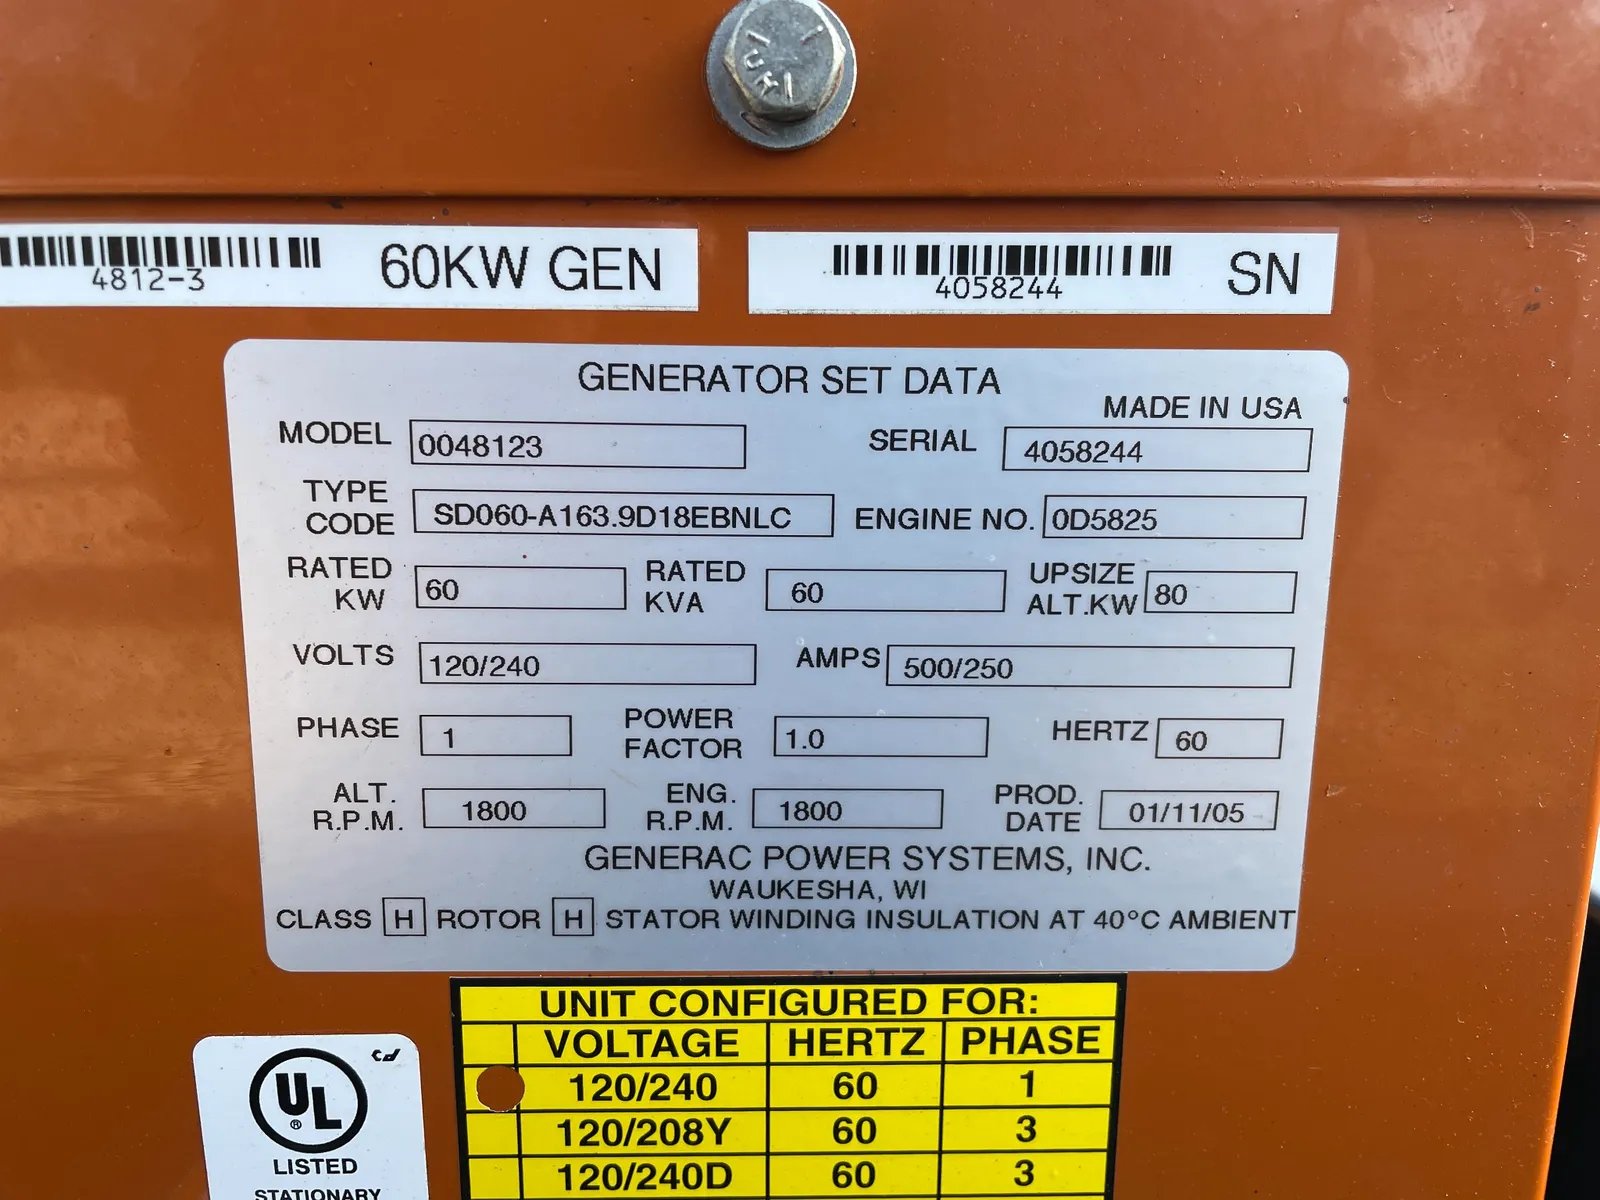 4812-3 60KW GEN
4058244 SN
GENERATOR SET DATA
MADE IN USA
MODEL 0048123 SERIAL 4058244
TYPE CODE SD060-A163.9D18EBNLC ENGINE NO. 0D5825
RATED KW 60 RATED KVA 60 UPSIZE ALT.KW 80
VOLTS 120/240 AMPS 500/250
PHASE 1 POWER FACTOR 1.0 HERTZ 60
ALT. R.P.M. 1800 ENG. R.P.M. 1800 PROD. DATE 01/11/05
GENERAC POWER SYSTEMS, INC.
WAUKESHA, WI
CLASS H ROTOR H STATOR WINDING INSULATION AT 40°C AMBIENT
UNIT CONFIGURED FOR:
VOLTAGE HERTZ PHASE
120/240 60 1
120/208Y 60 3
120/240D 60 3
UL ®
LISTED
STATIONARY